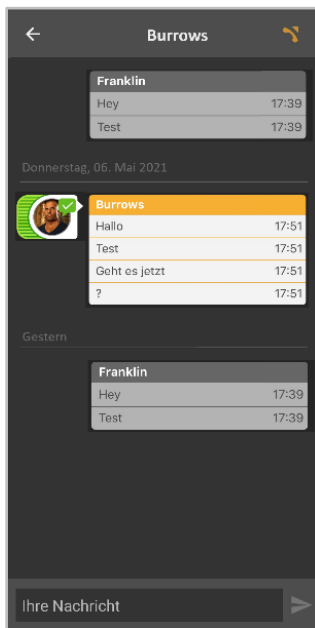 Burrows
Franklin
Hey 17:39
Test 17:39
Donnerstag, 06. Mai 2021
Burrows
Hallo 17:51
Test 17:51
Geht es jetzt 17:51
? 17:51
Gestern
Franklin
Hey 17:39
Test 17:39
Ihre Nachricht